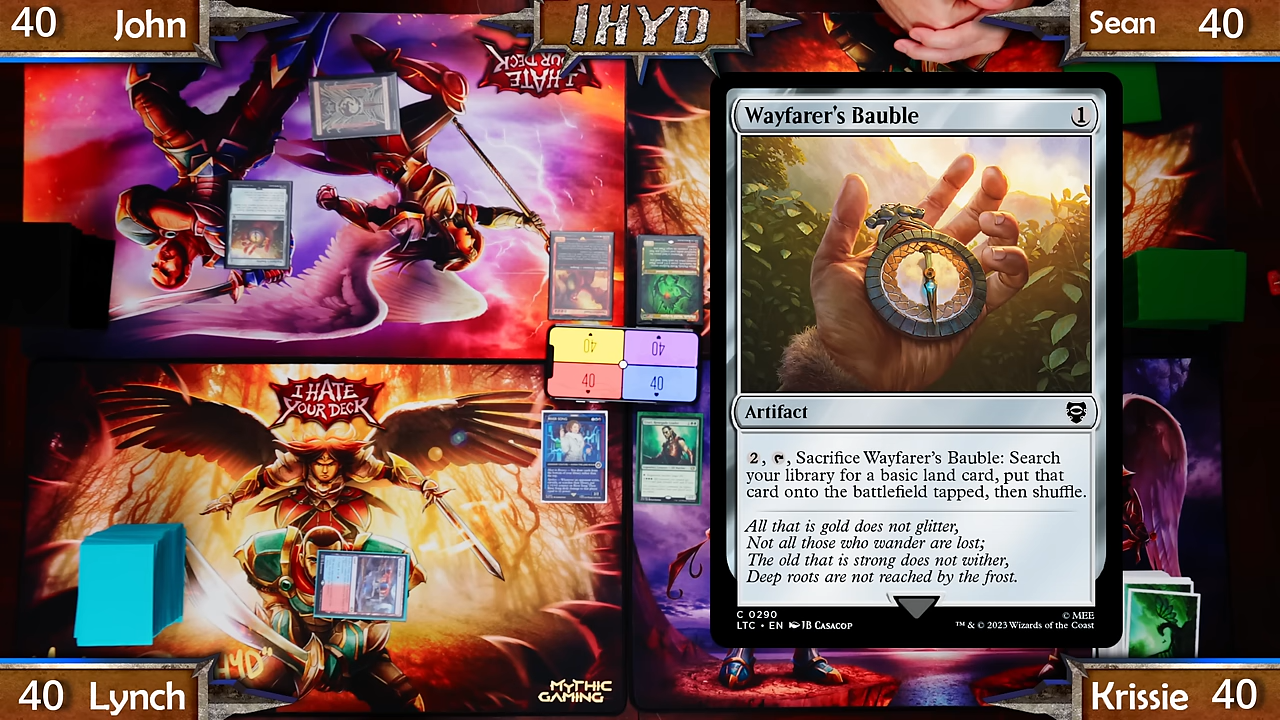 40 John
IHYD
Sean 40
I HATE
YOUR DECK
Wayfarer's Bauble 1
Artifact
2, T, Sacrifice Wayfarer's Bauble: Search
your library for a basic land card, put that
card onto the battlefield tapped, then shuffle.
All that is gold does not glitter,
Not all those who wander are lost;
The old that is strong does not wither,
Deep roots are not reached by the frost.
C 0290
LTC • EN JB Casacop
© MEE
™ & © 2023 Wizards of the Coast
40 40
40 40
I HATE
YOUR DECK
MYTHIC
GAMING
40 Lynch
Krissie 40